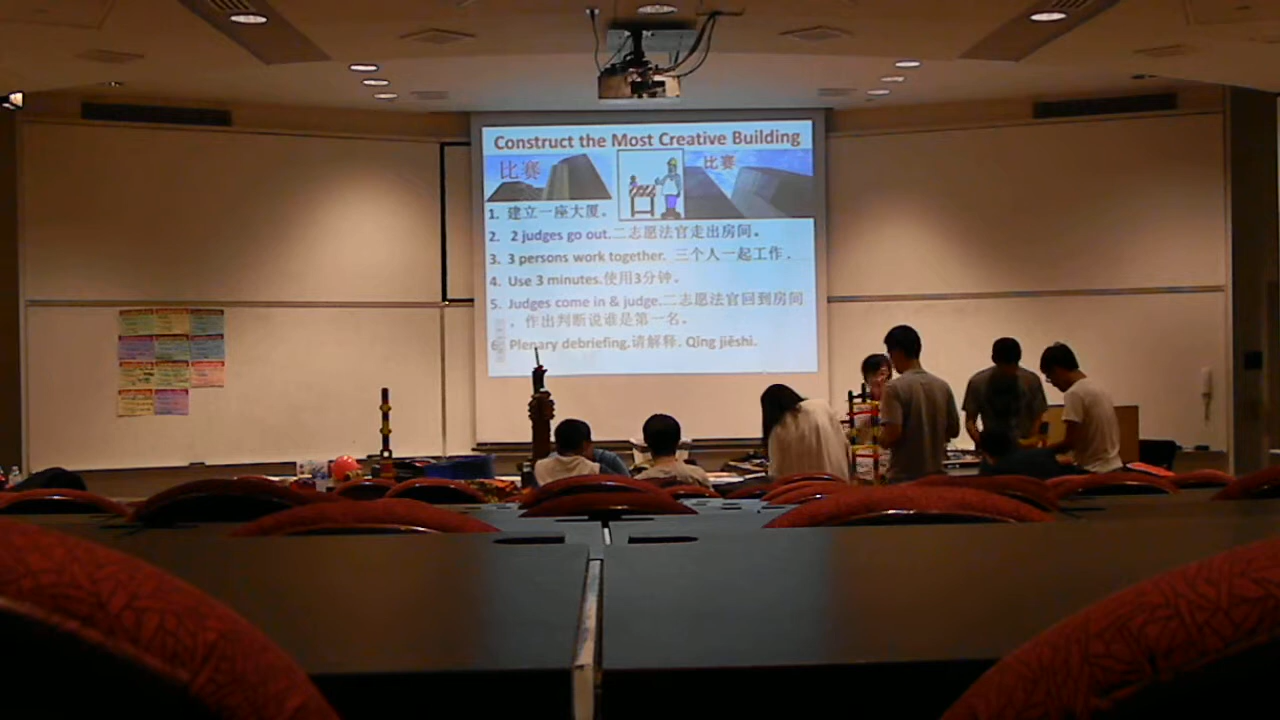 Construct the Most Creative Building
比赛
比赛
1. 建立一座大厦。
2. 2 judges go out.二志愿法官走出房间。
3. 3 persons work together. 三个人一起工作.
4. Use 3 minutes.使用3分钟。
5. Judges come in & judge.二志愿法官回到房间
，作出判断说谁是第一名。
6. Plenary debriefing.请解释. Qǐng jiěshì.